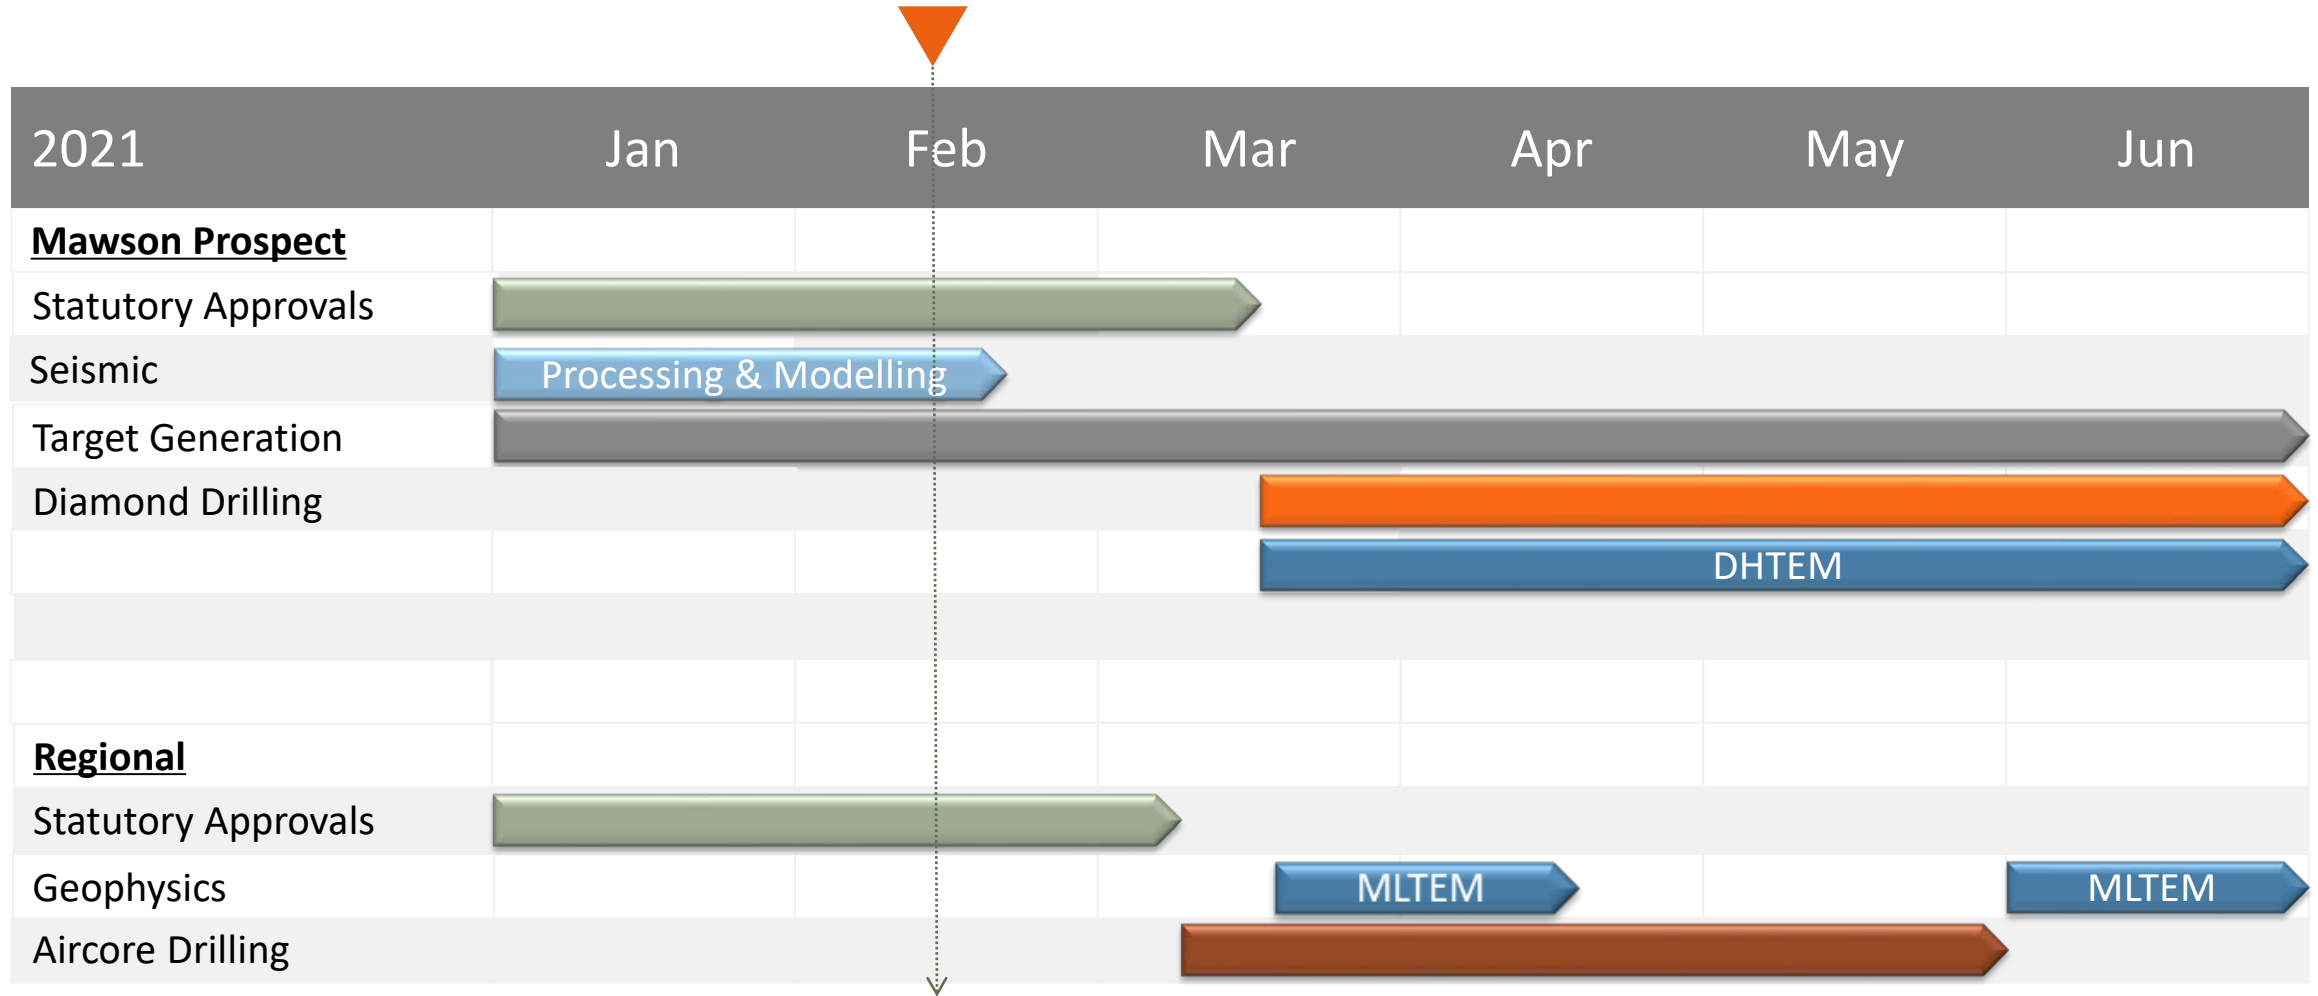 2021 Jan Feb Mar Apr May Jun
Mawson Prospect
Statutory Approvals
Seismic Processing & Modelling
Target Generation
Diamond Drilling
DHTEM
Regional
Statutory Approvals
Geophysics MLTEM MLTEM
Aircore Drilling